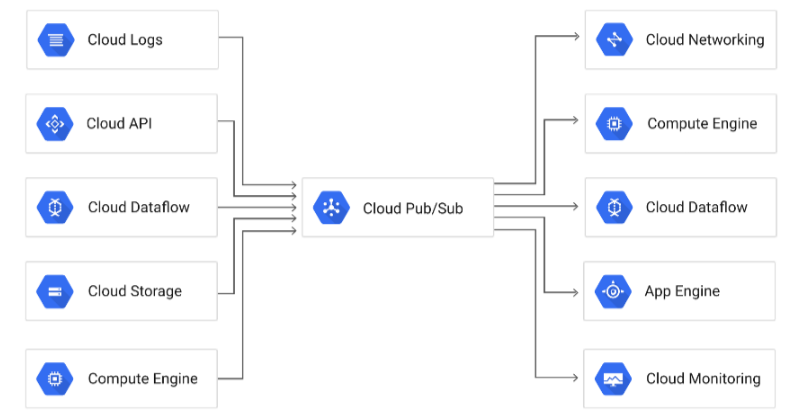 Cloud Logs
Cloud API
Cloud Dataflow
Cloud Storage
Compute Engine
Cloud Pub/Sub
Cloud Networking
Compute Engine
Cloud Dataflow
App Engine
Cloud Monitoring